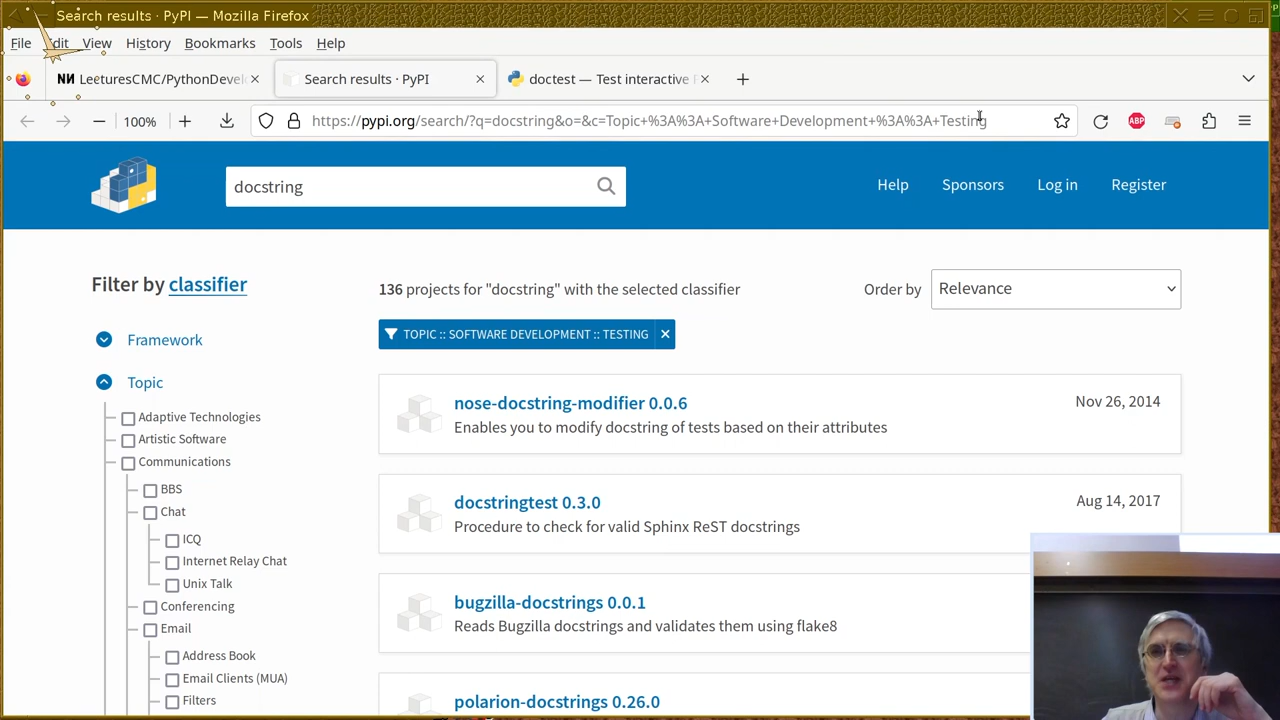 Search results · PyPI — Mozilla Firefox
File Edit View History Bookmarks Tools Help
LecturesCMC/PythonDevel
Search results · PyPI
doctest — Test interactive
100%
https://pypi.org/search/?q=docstring&o=&c=Topic+%3A%3A+Software+Development+%3A%3A+Testing
ABP
docstring
Help
Sponsors
Log in
Register
Filter by classifier
136 projects for "docstring" with the selected classifier
Order by
Relevance
TOPIC :: SOFTWARE DEVELOPMENT :: TESTING
Framework
Topic
Adaptive Technologies
Artistic Software
Communications
BBS
Chat
ICQ
Internet Relay Chat
Unix Talk
Conferencing
Email
Address Book
Email Clients (MUA)
Filters
nose-docstring-modifier 0.0.6
Nov 26, 2014
Enables you to modify docstring of tests based on their attributes
docstringtest 0.3.0
Aug 14, 2017
Procedure to check for valid Sphinx ReST docstrings
bugzilla-docstrings 0.0.1
Reads Bugzilla docstrings and validates them using flake8
polarion-docstrings 0.26.0